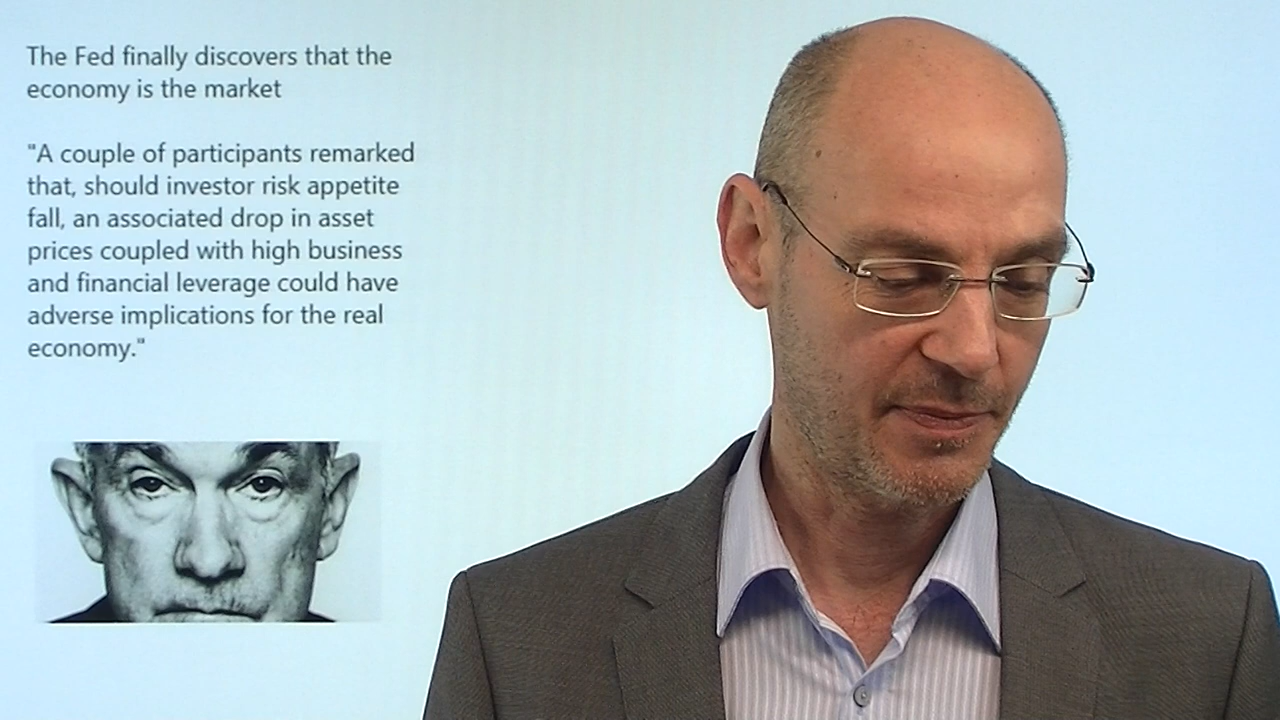 The Fed finally discovers that the
economy is the market
"A couple of participants remarked
that, should investor risk appetite
fall, an associated drop in asset
prices coupled with high business
and financial leverage could have
adverse implications for the real
economy."